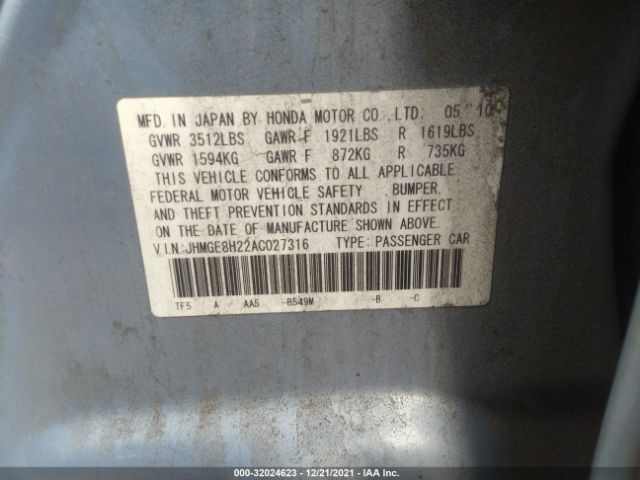 MFD. IN JAPAN BY HONDA MOTOR CO.,LTD. 05 10
GVWR 3512LBS GAWR F 1921LBS R 1619LBS
GVWR 1594KG GAWR F 872KG R 735KG
THIS VEHICLE CONFORMS TO ALL APPLICABLE
FEDERAL MOTOR VEHICLE SAFETY ,BUMPER,
AND THEFT PREVENTION STANDARDS IN EFFECT
ON THE DATE OF MANUFACTURE SHOWN ABOVE.
V.I.N:JHMGE8H22AC027316 TYPE: PASSENGER CAR
TF5 A AA5 -B549M -B -C
000-32024623 - 12/21/2021 - IAA Inc.